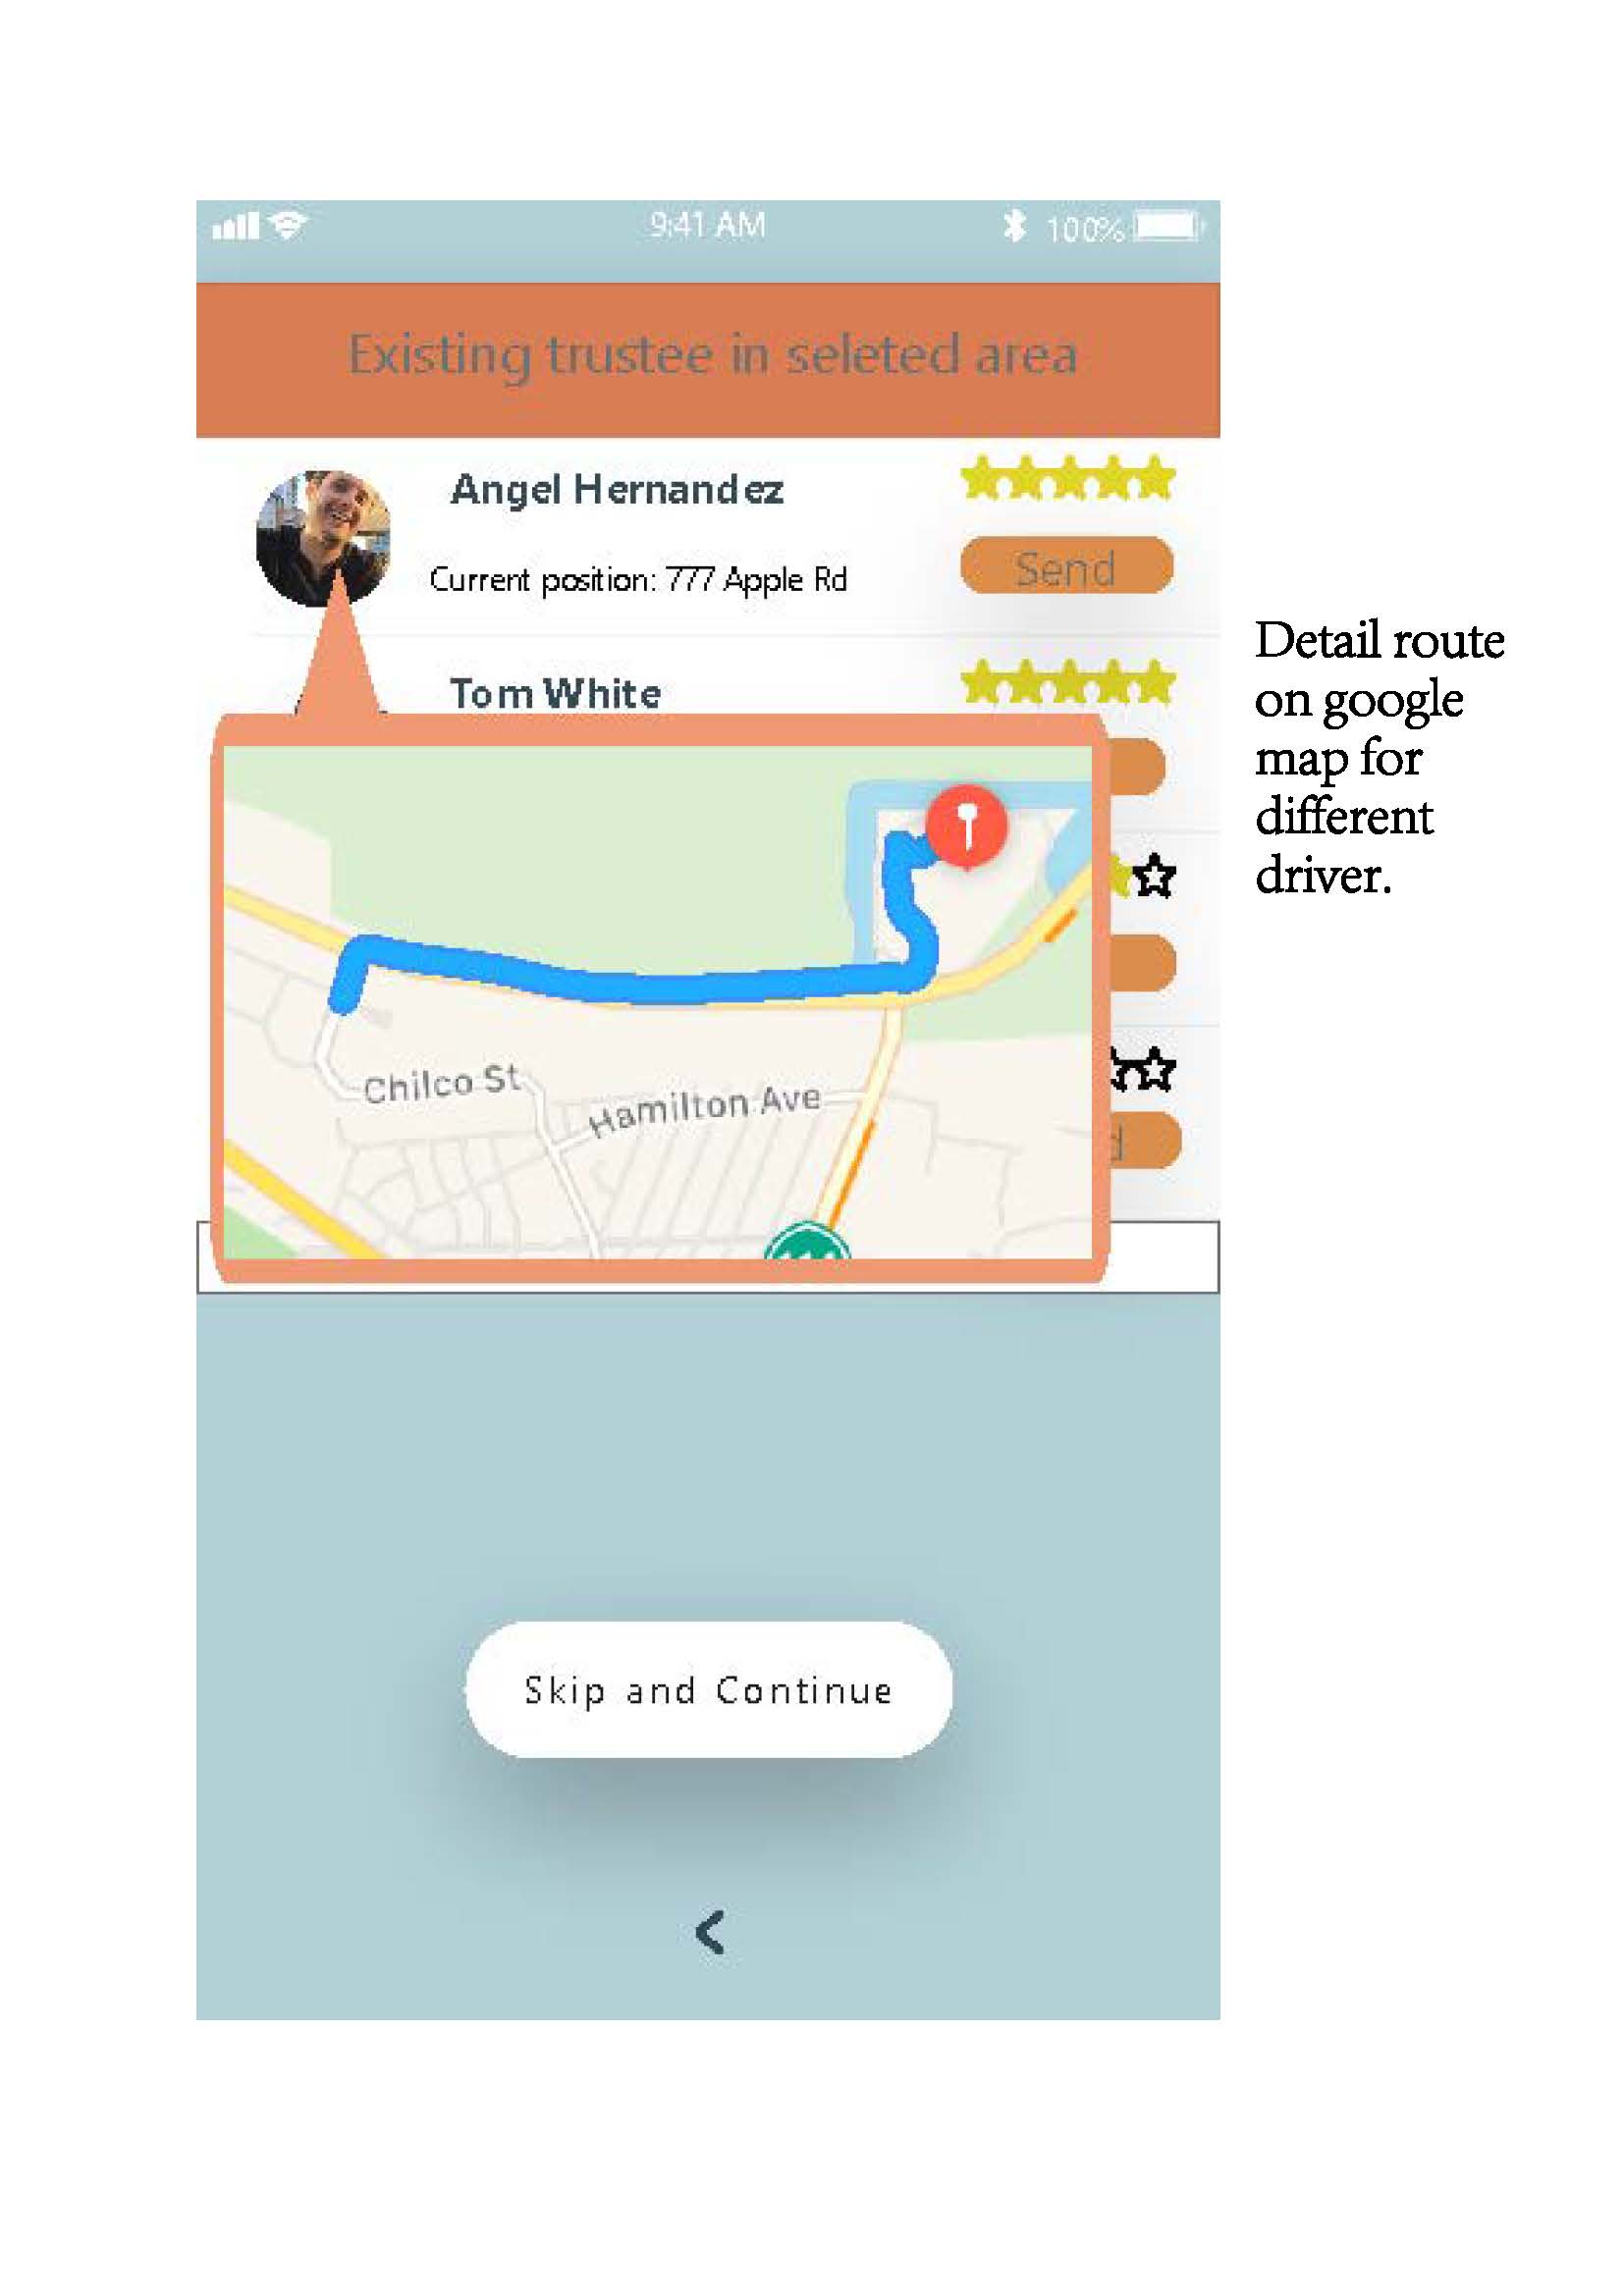 9:41 AM
100%
Existing trustee in seleted area
Angel Hernandez
Current position: 777 Apple Rd
Send
Tom White
Chilco St
Hamilton Ave
d
Skip and Continue
Detail route
on google
map for
different
driver.